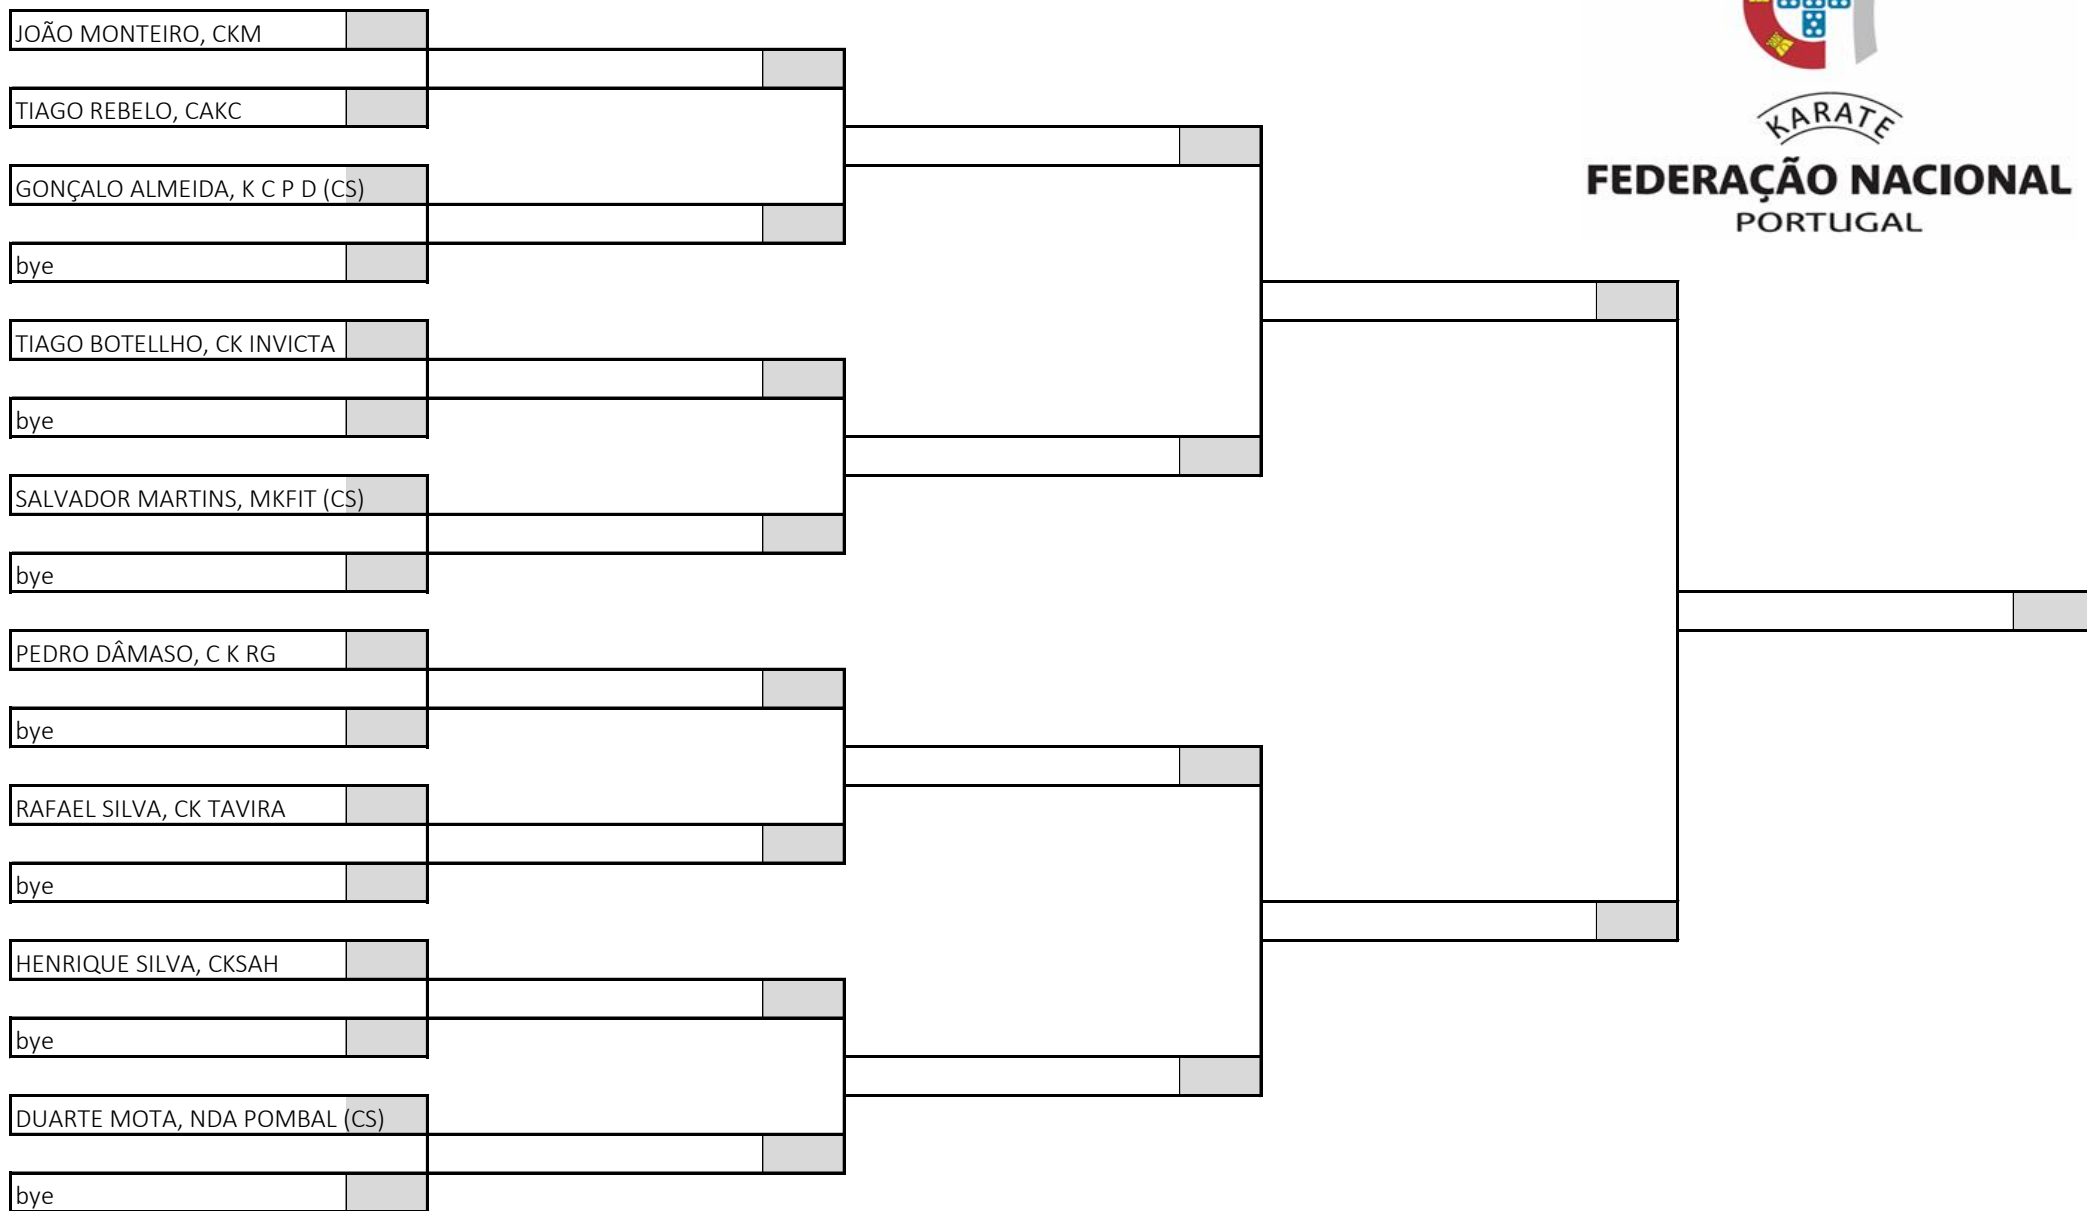 JOÃO MONTEIRO, CKM
TIAGO REBELO, CAKC
GONÇALO ALMEIDA, K C P D (CS)
bye
TIAGO BOTELLHO, CK INVICTA
bye
SALVADOR MARTINS, MKFIT (CS)
bye
PEDRO DÂMASO, C K RG
bye
RAFAEL SILVA, CK TAVIRA
bye
HENRIQUE SILVA, CKSAH
bye
DUARTE MOTA, NDA POMBAL (CS)
bye
KARATE
FEDERAÇÃO NACIONAL
PORTUGAL